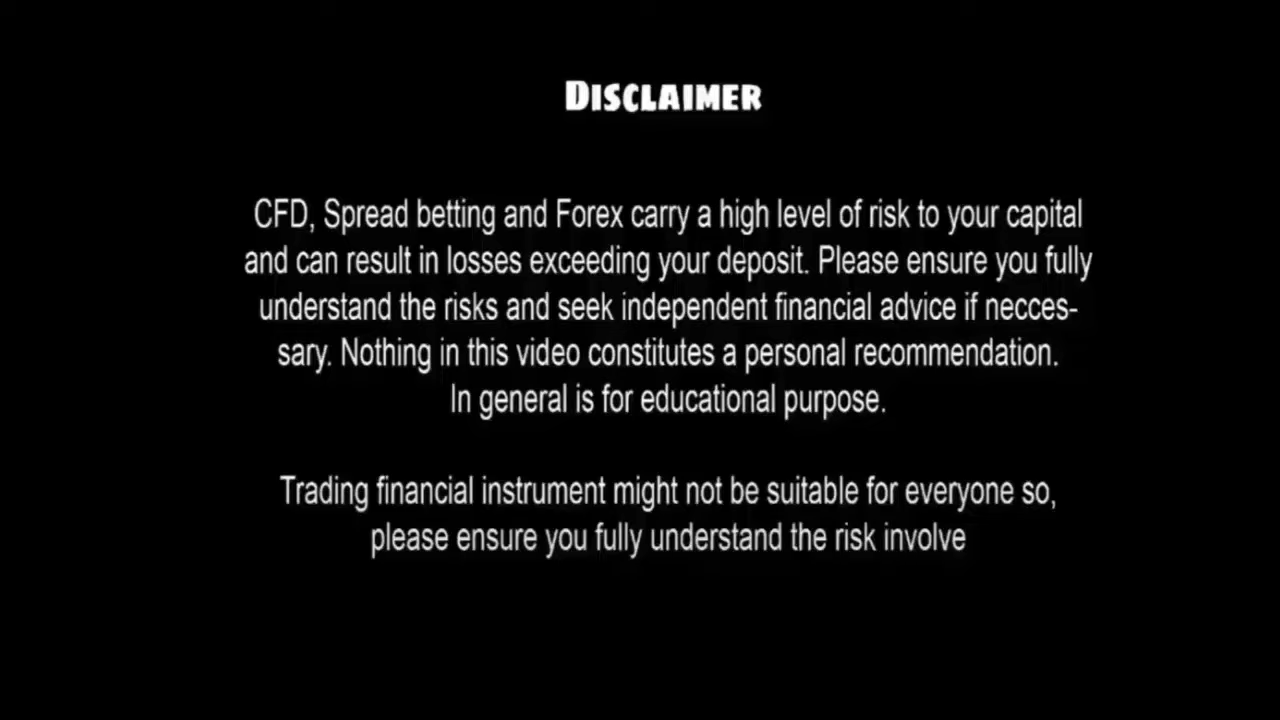 DISCLAIMER
CFD, Spread betting and Forex carry a high level of risk to your capital
and can result in losses exceeding your deposit. Please ensure you fully
understand the risks and seek independent financial advice if necces-
sary. Nothing in this video constitutes a personal recommendation.
In general is for educational purpose.
Trading financial instrument might not be suitable for everyone so,
please ensure you fully understand the risk involve